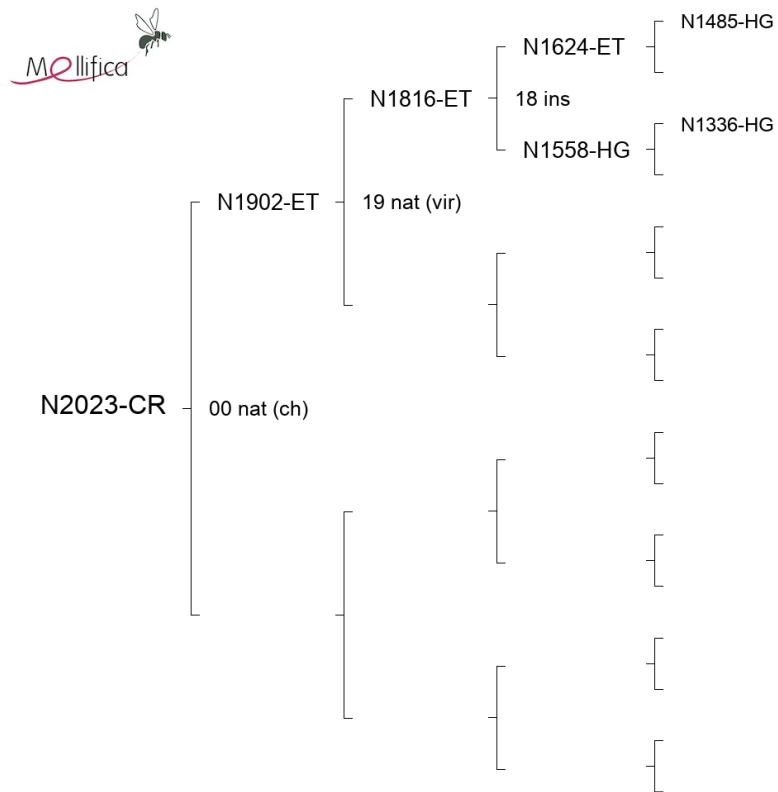 Mellifica
N1485-HG
N1624-ET
N1816-ET
18 ins
N1558-HG
N1336-HG
N1902-ET
19 nat (vir)
N2023-CR
00 nat (ch)